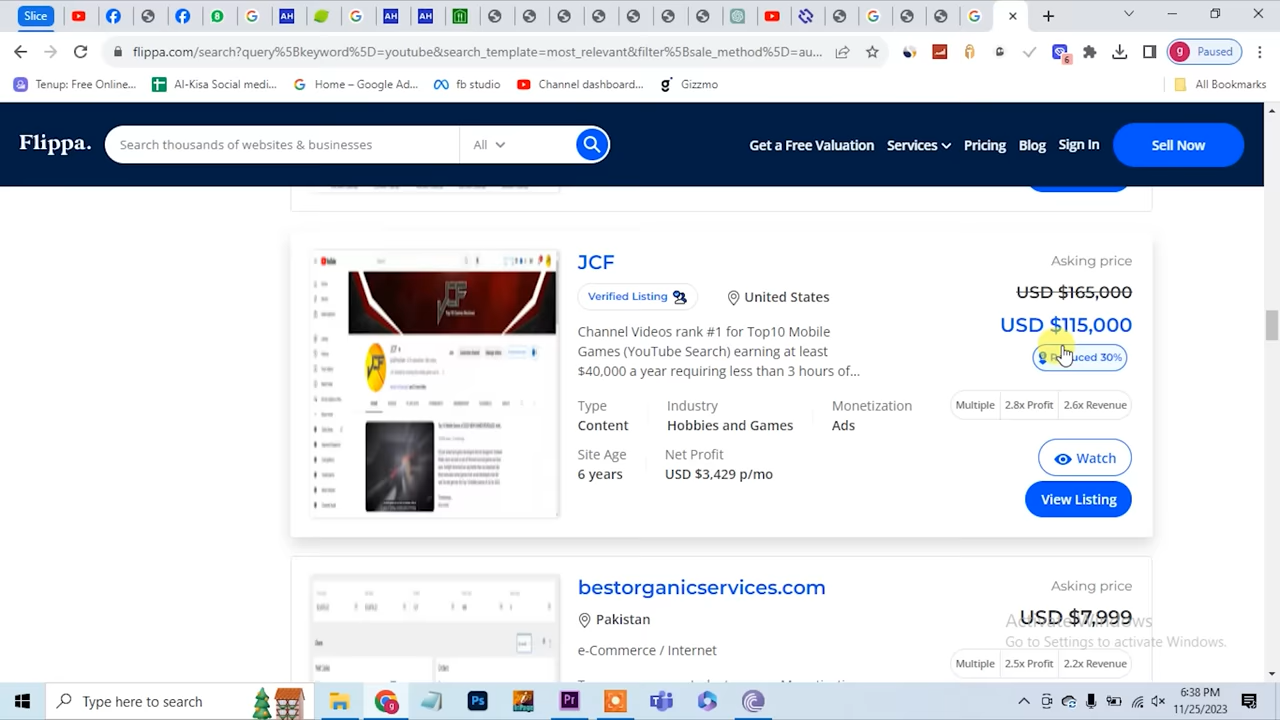 Slice
flippa.com/search?query%5Bkeyword%5D=youtube&search_template=most_relevant&filter%5Bsale_method%5D=au...
6
g Paused
Tenup: Free Online...
Al-Kisa Social medi...
Home – Google Ad...
fb studio
Channel dashboard...
Gizzmo
All Bookmarks
Flippa.
Search thousands of websites & businesses
All
Get a Free Valuation
Services
Pricing
Blog
Sign In
Sell Now
JCF
Verified Listing
United States
Channel Videos rank #1 for Top10 Mobile
Games (YouTube Search) earning at least
$40,000 a year requiring less than 3 hours of...
Type
Content
Industry
Hobbies and Games
Monetization
Ads
Site Age
6 years
Net Profit
USD $3,429 p/mo
Asking price
USD $165,000
USD $115,000
Reduced 30%
Multiple 2.8x Profit 2.6x Revenue
Watch
View Listing
bestorganicservices.com
Pakistan
e-Commerce / Internet
Asking price
USD $7,999
Multiple 2.5x Profit 2.2x Revenue
Activate Windows
Go to Settings to activate Windows.
Type here to search
6:38 PM
11/25/2023